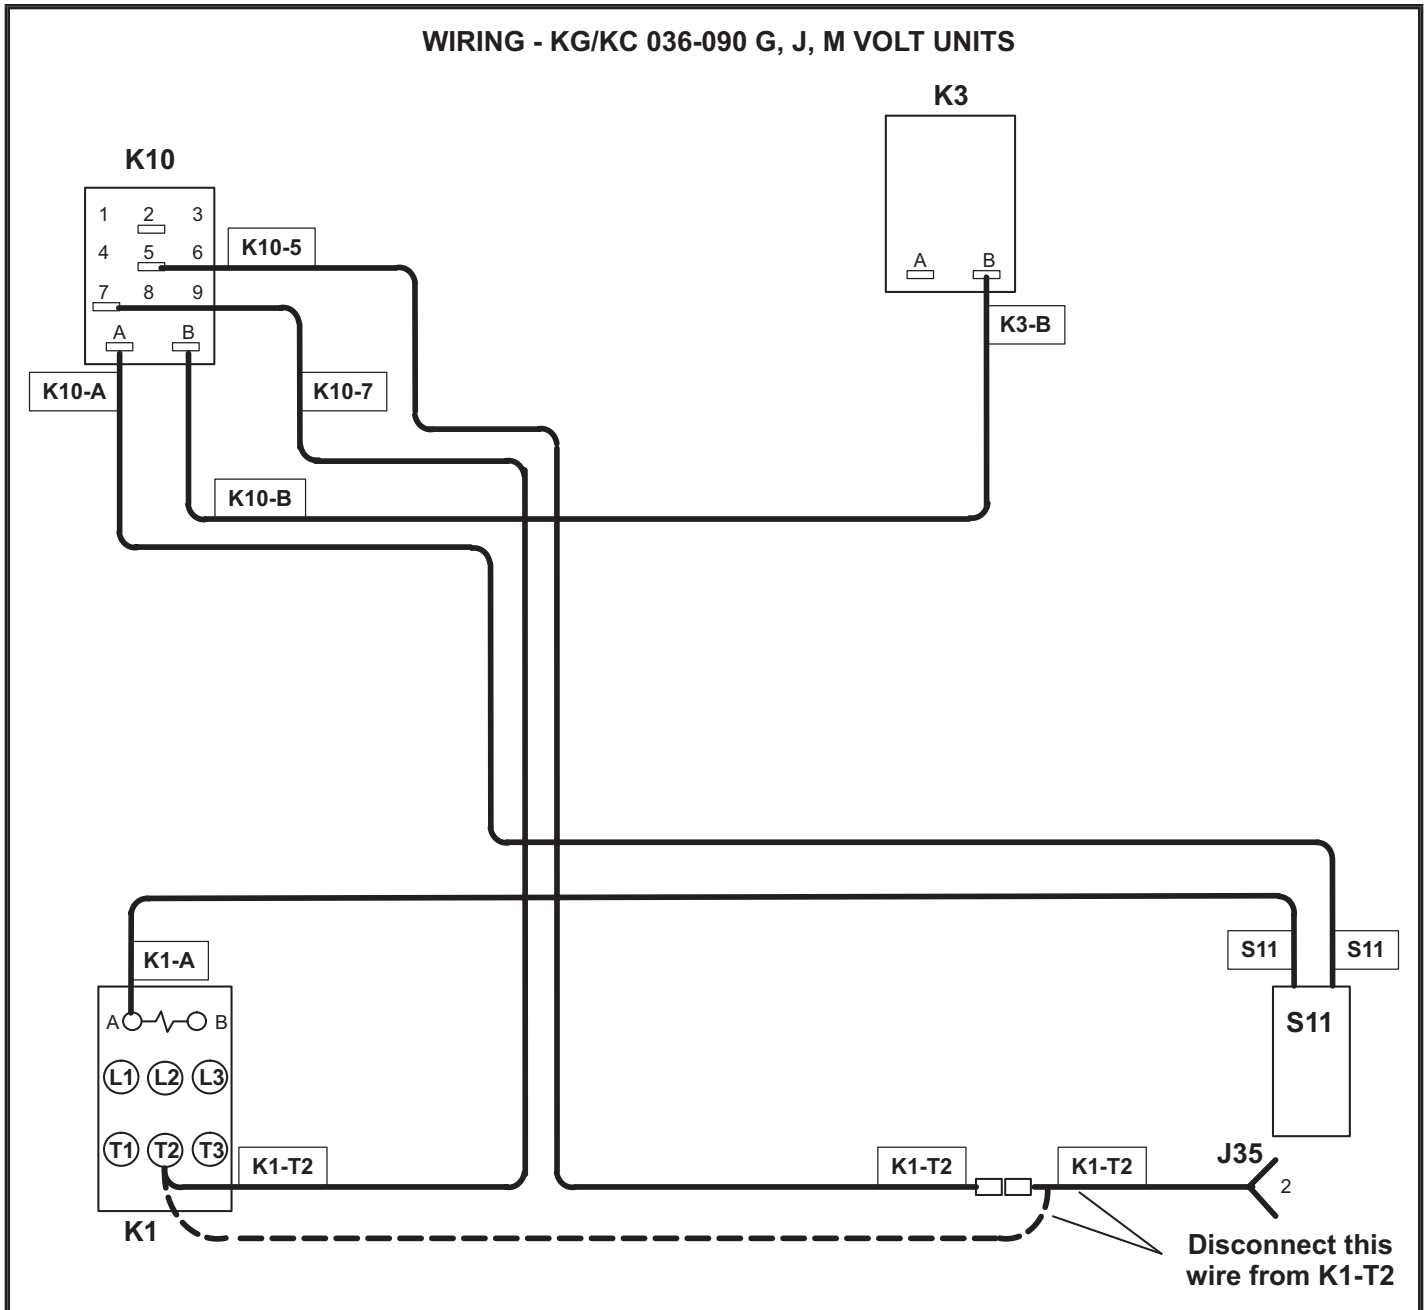 WIRING - KG/KC 036-090 G, J, M VOLT UNITS
K3
K10
1 2 3
4 5 6
7 8 9
A B
K10-5
A B
K3-B
K10-A
K10-7
K10-B
K1-A
S11 S11
A B
S11
L1 L2 L3
T1 T2 T3
K1-T2
K1-T2
K1-T2
J35
2
K1
Disconnect this
wire from K1-T2